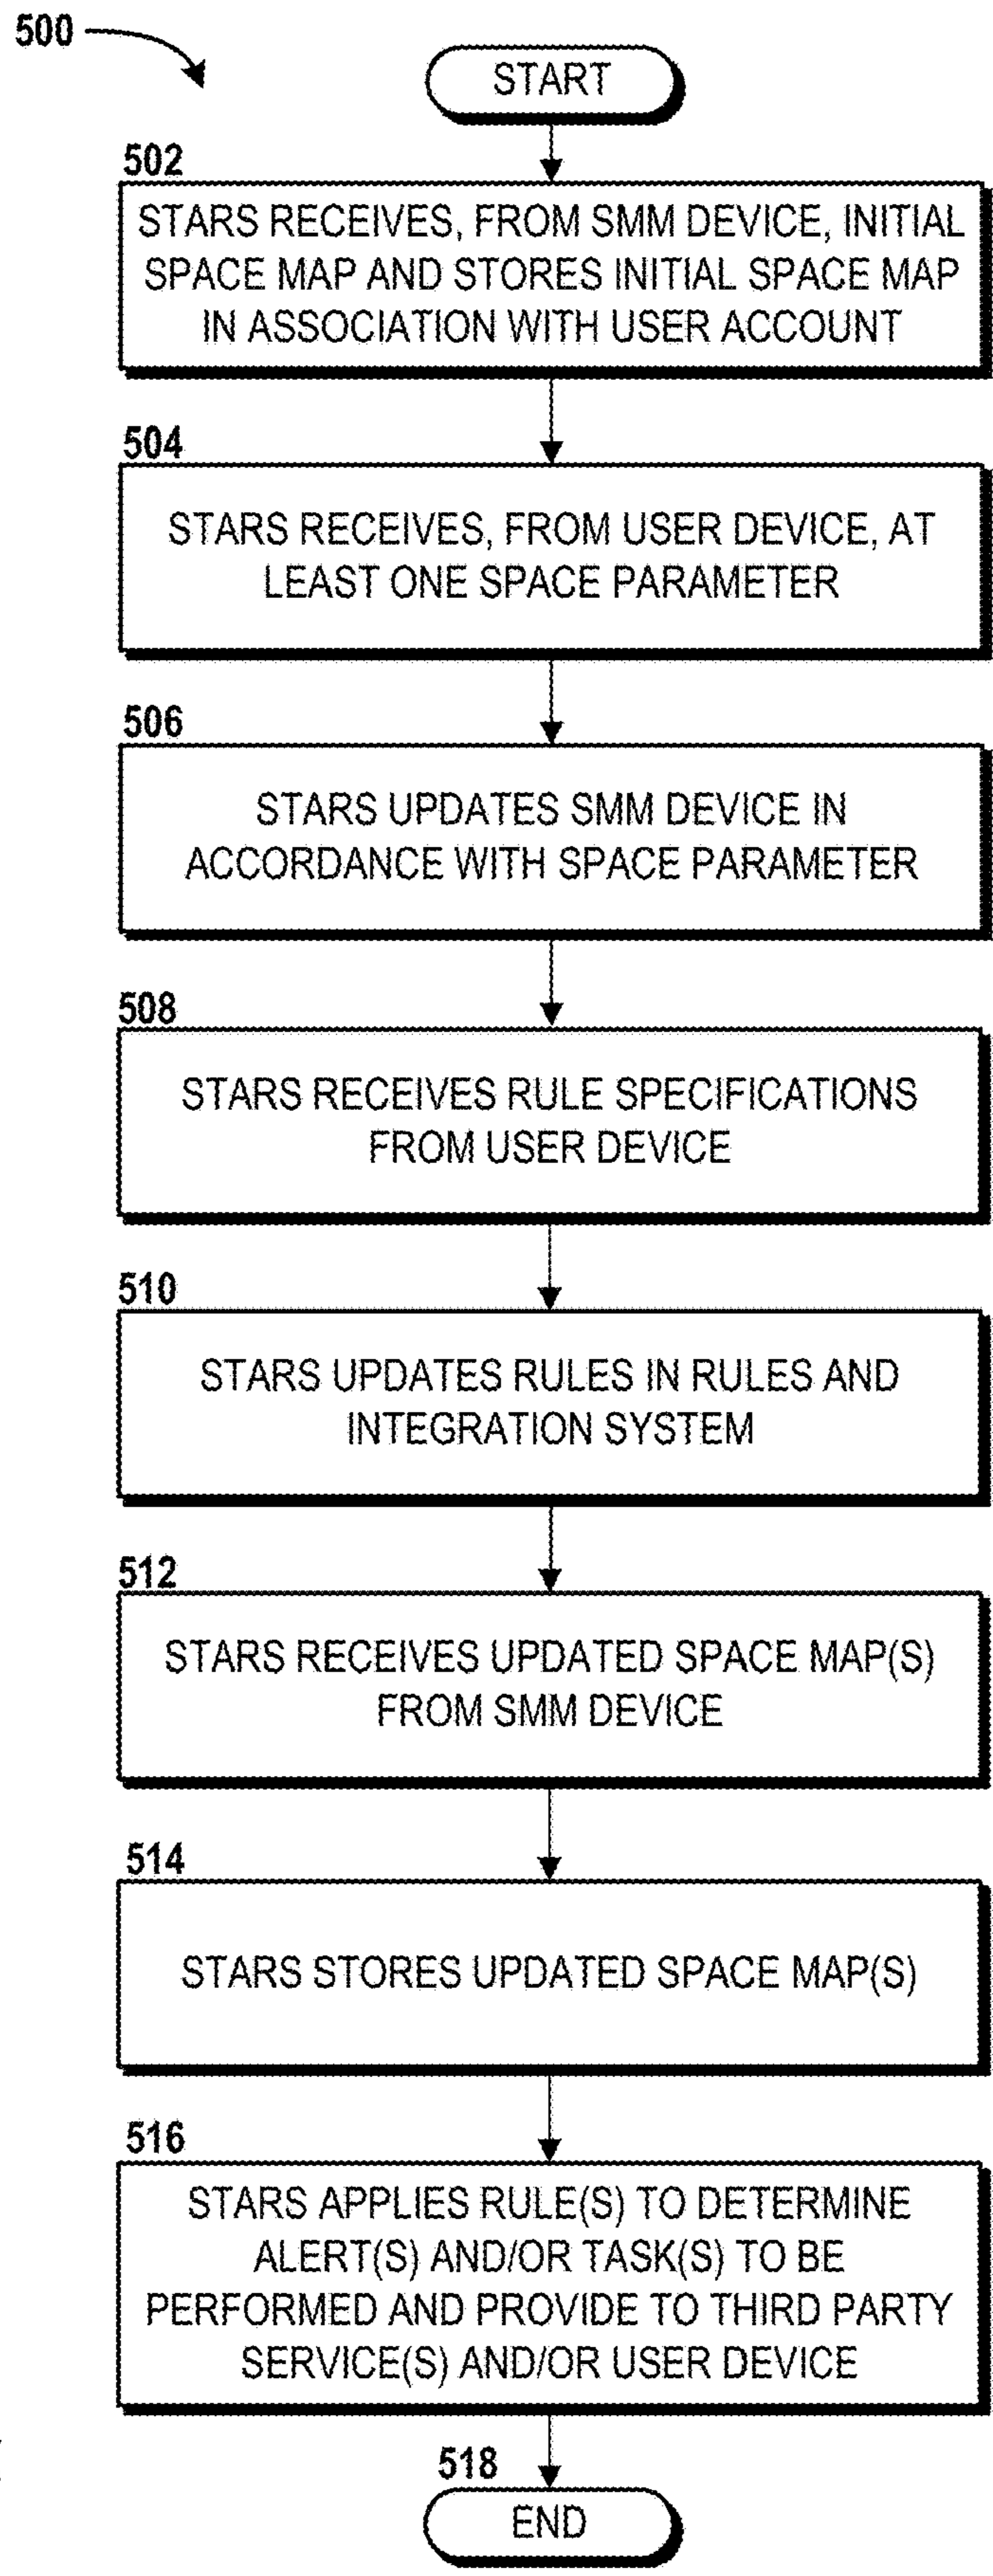 500
START
502
STARS RECEIVES, FROM SMM DEVICE, INITIAL
SPACE MAP AND STORES INITIAL SPACE MAP
IN ASSOCIATION WITH USER ACCOUNT
504
STARS RECEIVES, FROM USER DEVICE, AT
LEAST ONE SPACE PARAMETER
506
STARS UPDATES SMM DEVICE IN
ACCORDANCE WITH SPACE PARAMETER
508
STARS RECEIVES RULE SPECIFICATIONS
FROM USER DEVICE
510
STARS UPDATES RULES IN RULES AND
INTEGRATION SYSTEM
512
STARS RECEIVES UPDATED SPACE MAP(S)
FROM SMM DEVICE
514
STARS STORES UPDATED SPACE MAP(S)
516
STARS APPLIES RULE(S) TO DETERMINE
ALERT(S) AND/OR TASK(S) TO BE
PERFORMED AND PROVIDE TO THIRD PARTY
SERVICE(S) AND/OR USER DEVICE
518
END